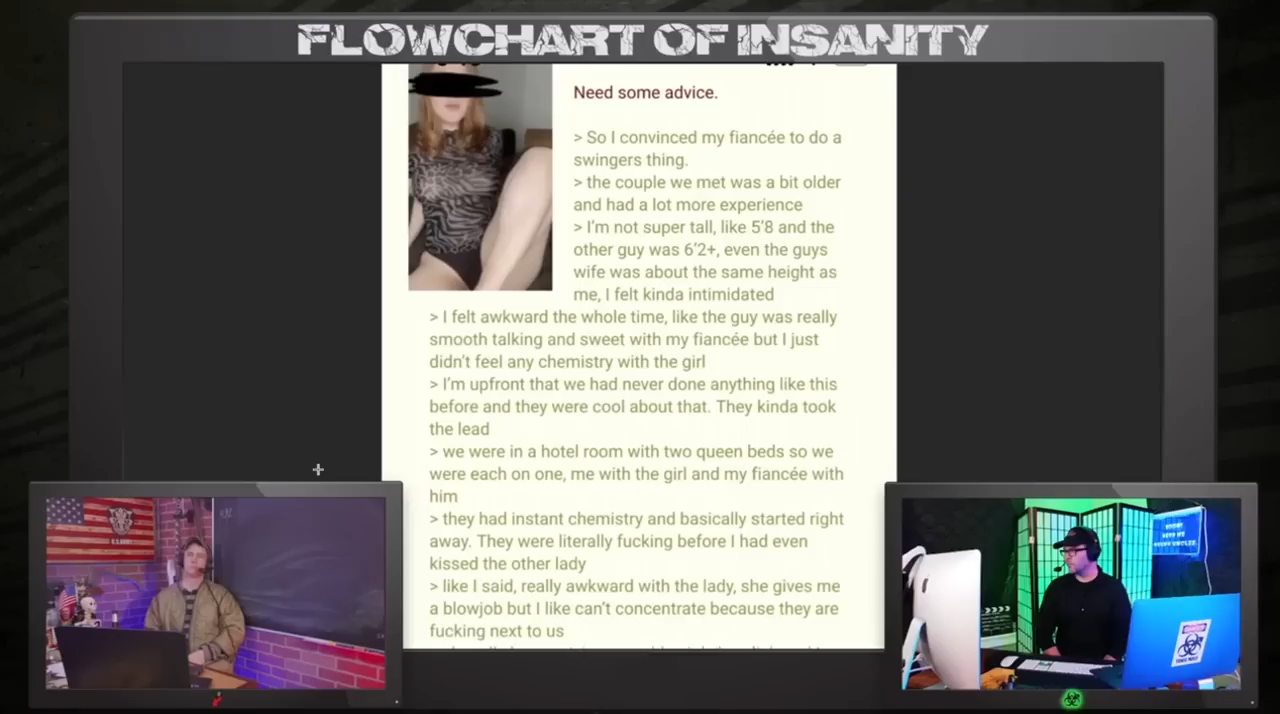 FLOWCHART OF INSANITY
Need some advice.
> So I convinced my fiancée to do a
swingers thing.
> the couple we met was a bit older
and had a lot more experience
> I'm not super tall, like 5'8 and the
other guy was 6'2+, even the guys
wife was about the same height as
me, I felt kinda intimidated
> I felt awkward the whole time, like the guy was really
smooth talking and sweet with my fiancée but I just
didn't feel any chemistry with the girl
> I'm upfront that we had never done anything like this
before and they were cool about that. They kinda took
the lead
> we were in a hotel room with two queen beds so we
were each on one, me with the girl and my fiancée with
him
> they had instant chemistry and basically started right
away. They were literally fucking before I had even
kissed the other lady
> like I said, really awkward with the lady, she gives me
a blowjob but I like can't concentrate because they are
fucking next to us